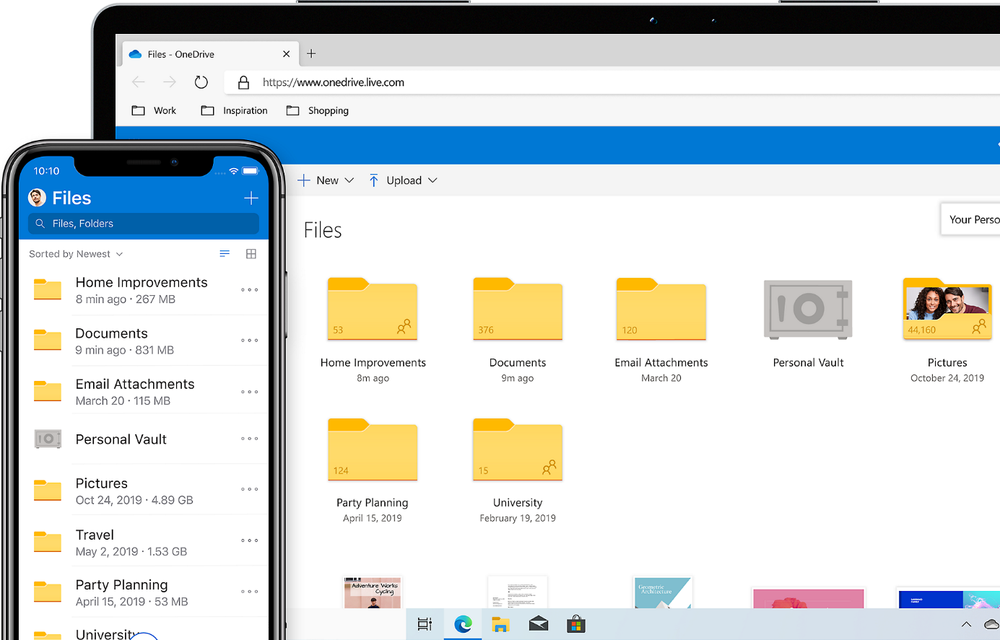 Files - OneDrive
https://www.onedrive.live.com
Work
Inspiration
Shopping
New
Upload
Files
Your Perso
53
376
120
44,160
Home Improvements
Documents
Email Attachments
Personal Vault
Pictures
8m ago
9m ago
March 20
October 24, 2019
124
15
Party Planning
University
April 15, 2019
February 19, 2019
Adventure Works
Cycling
Geometric
Architecture
10:10
Files
Files, Folders
Sorted by Newest
Home Improvements
8 min ago · 267 MB
Documents
9 min ago · 831 MB
Email Attachments
March 20 · 115 MB
Personal Vault
Pictures
Oct 24, 2019 · 4.89 GB
Travel
May 2, 2019 · 1.53 GB
Party Planning
April 15, 2019 · 53 MB
University